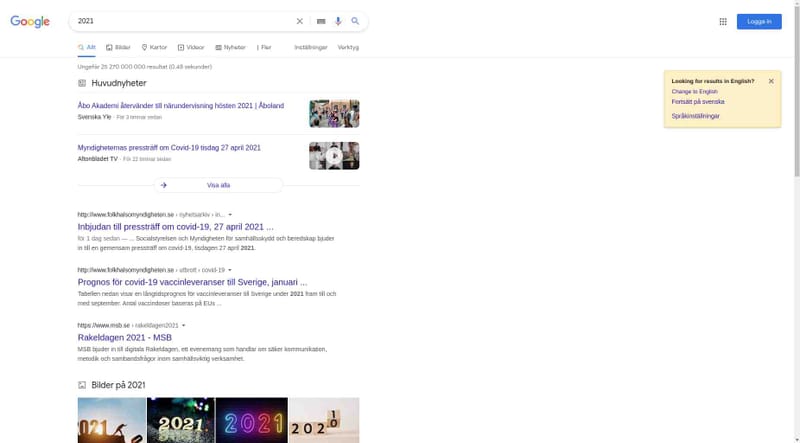 Google
2021
Logga in
Allt
Bilder
Kartor
Videor
Nyheter
Fler
Inställningar
Verktyg
Ungefär 25 270 000 000 resultat (0,48 sekunder)
Looking for results in English?
Change to English
Fortsätt på svenska
Språkinställningar
Huvudnyheter
Åbo Akademi återvänder till närundervisning hösten 2021 | Åboland
Svenska Yle · För 3 timmar sedan
Myndigheternas pressträff om Covid-19 tisdag 27 april 2021
Aftonbladet TV · För 22 timmar sedan
Visa alla
http://www.folkhalsomyndigheten.se › nyhetsarkiv › in...
Inbjudan till pressträff om covid-19, 27 april 2021 ...
för 1 dag sedan — ... Socialstyrelsen och Myndigheten för samhällsskydd och beredskap bjuder
in till en gemensam pressträff om covid-19, tisdagen 27 april 2021.
http://www.folkhalsomyndigheten.se › utbrott › covid-19
Prognos för covid-19 vaccinleveranser till Sverige, januari ...
Tabellen nedan visar en långtidsprognos för vaccinleveranser till Sverige under 2021 fram till och
med september. Antal vaccindoser baseras på EUs ...
https://www.msb.se › rakeldagen2021
Rakeldagen 2021 - MSB
MSB bjuder in till digitala Rakeldagen, ett evenemang som handlar om säker kommunikation,
metodik och sambandsfrågor inom samhällsviktig verksamhet.
Bilder på 2021
2021
2021
2021
202
1
0